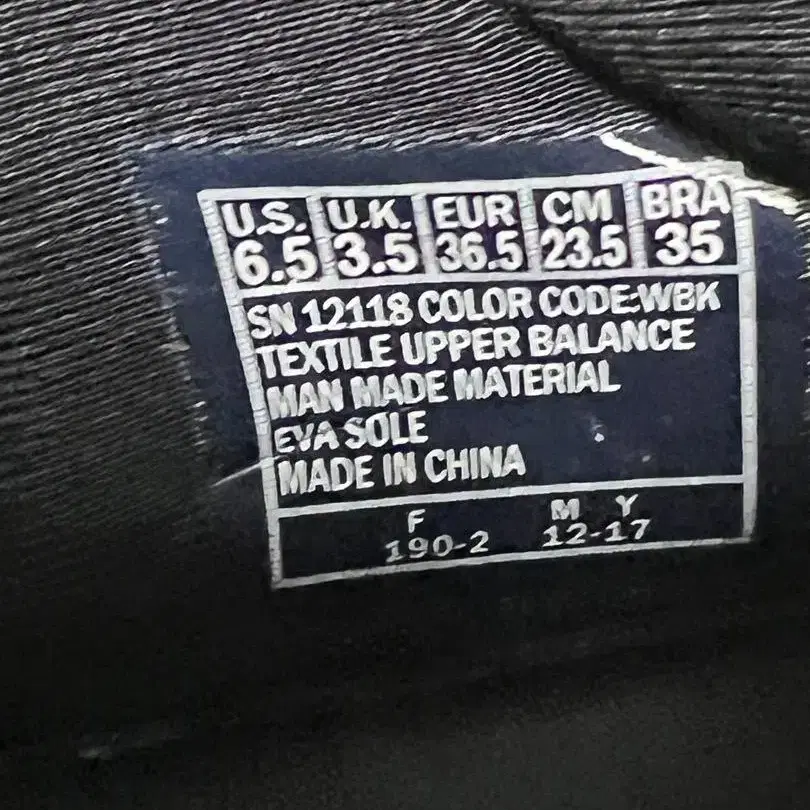 U.S. U.K. EUR CM BRA
6.5 3.5 36.5 23.5 35
SN 12118 COLOR CODE:WBK
TEXTILE UPPER BALANCE
MAN MADE MATERIAL
EVA SOLE
MADE IN CHINA
F M Y
190-2 12-17